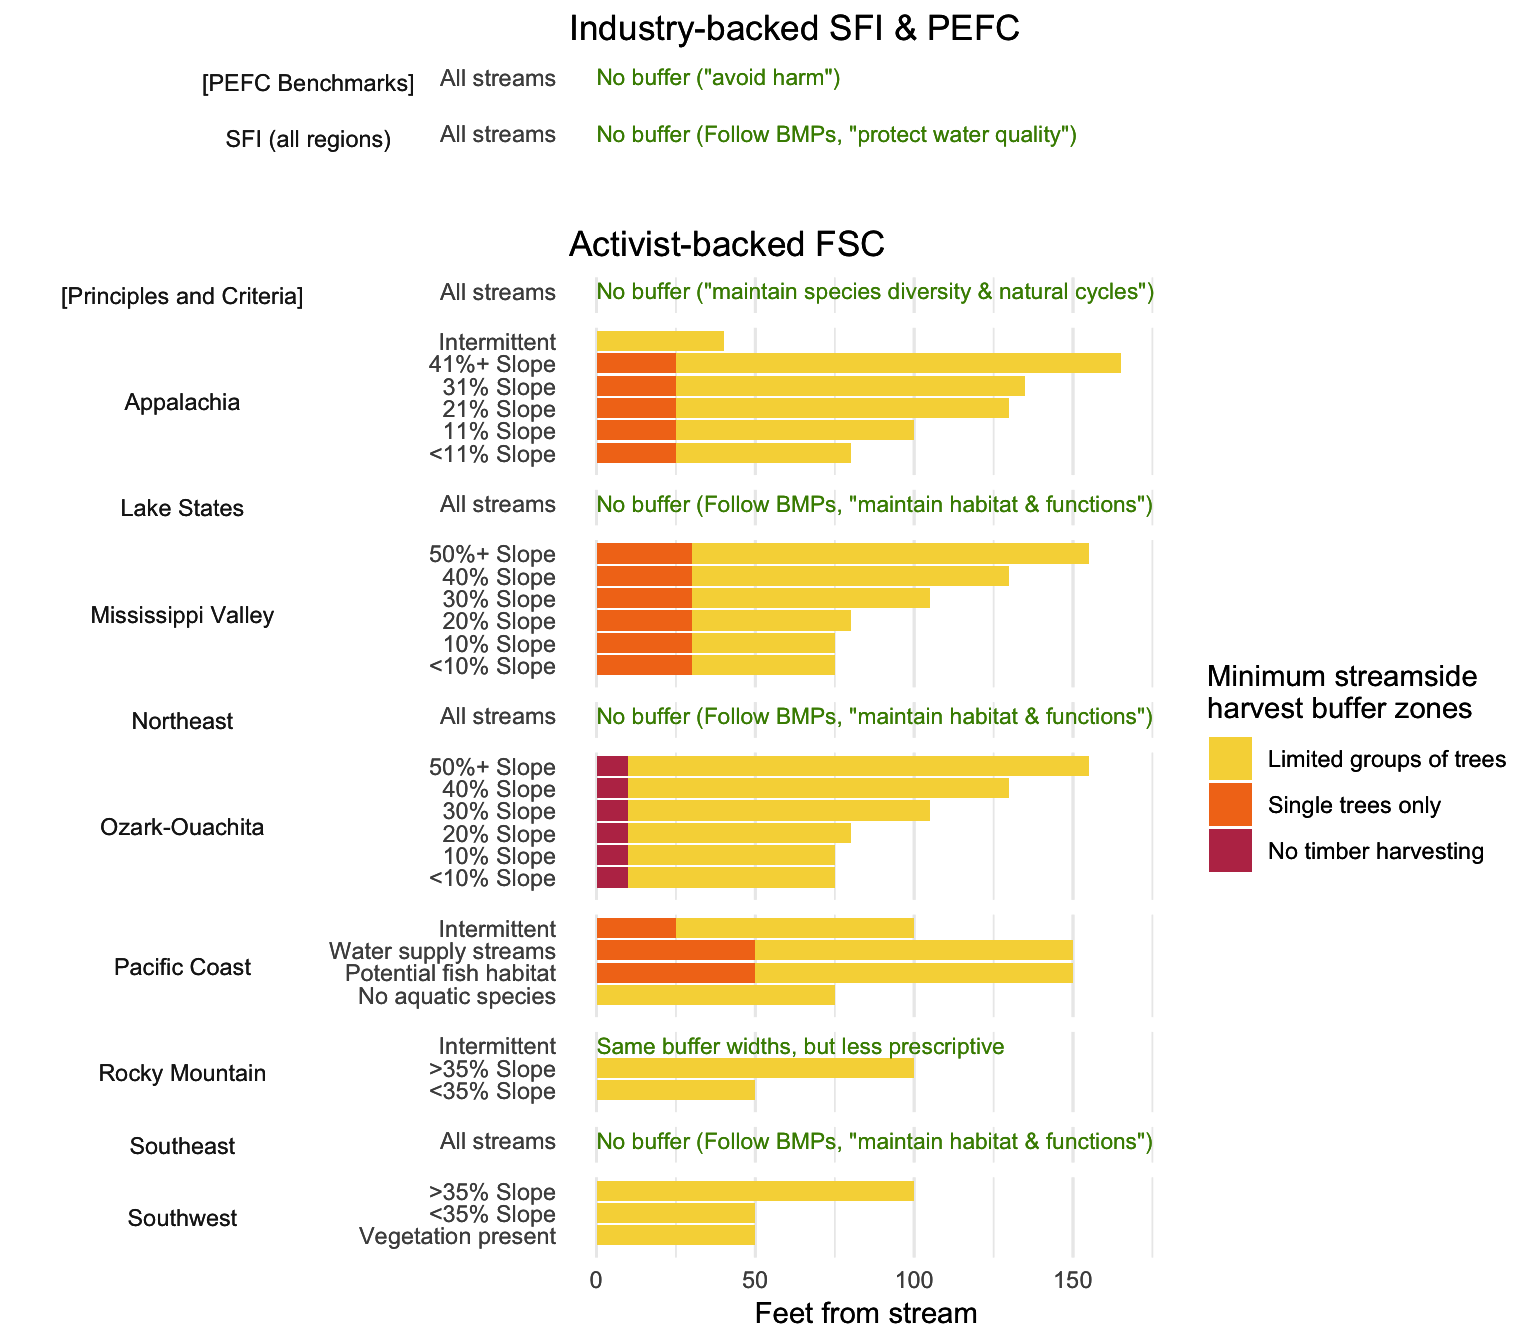 Industry-backed SFI & PEFC
[PEFC Benchmarks] All streams No buffer ("avoid harm")
SFI (all regions) All streams No buffer (Follow BMPs, "protect water quality")
Activist-backed FSC
[Principles and Criteria] All streams No buffer ("maintain species diversity & natural cycles")
Appalachia
Intermittent
41%+ Slope
31% Slope
21% Slope
11% Slope
<11% Slope
Lake States All streams No buffer (Follow BMPs, "maintain habitat & functions")
Mississippi Valley
50%+ Slope
40% Slope
30% Slope
20% Slope
10% Slope
<10% Slope
Northeast All streams No buffer (Follow BMPs, "maintain habitat & functions")
Ozark-Ouachita
50%+ Slope
40% Slope
30% Slope
20% Slope
10% Slope
<10% Slope
Pacific Coast
Intermittent
Water supply streams
Potential fish habitat
No aquatic species
Rocky Mountain
Intermittent Same buffer widths, but less prescriptive
>35% Slope
<35% Slope
Southeast All streams No buffer (Follow BMPs, "maintain habitat & functions")
Southwest
>35% Slope
<35% Slope
Vegetation present
0 50 100 150
Feet from stream
Minimum streamside
harvest buffer zones
Limited groups of trees
Single trees only
No timber harvesting